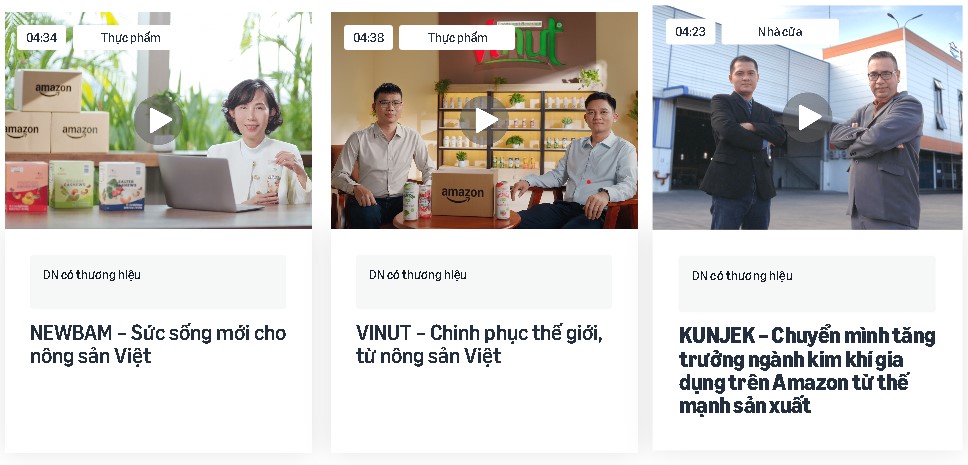 04:34
Thực phẩm
amazon
amazon
amazon
DN có thương hiệu
NEWBAM – Sức sống mới cho
nông sản Việt
04:38
Thực phẩm
Vinut
amazon
DN có thương hiệu
VINUT – Chinh phục thế giới,
từ nông sản Việt
04:23
Nhà cửa
DN có thương hiệu
KUNJEK – Chuyển mình tăng
trưởng ngành kim khí gia
dụng trên Amazon từ thế
mạnh sản xuất